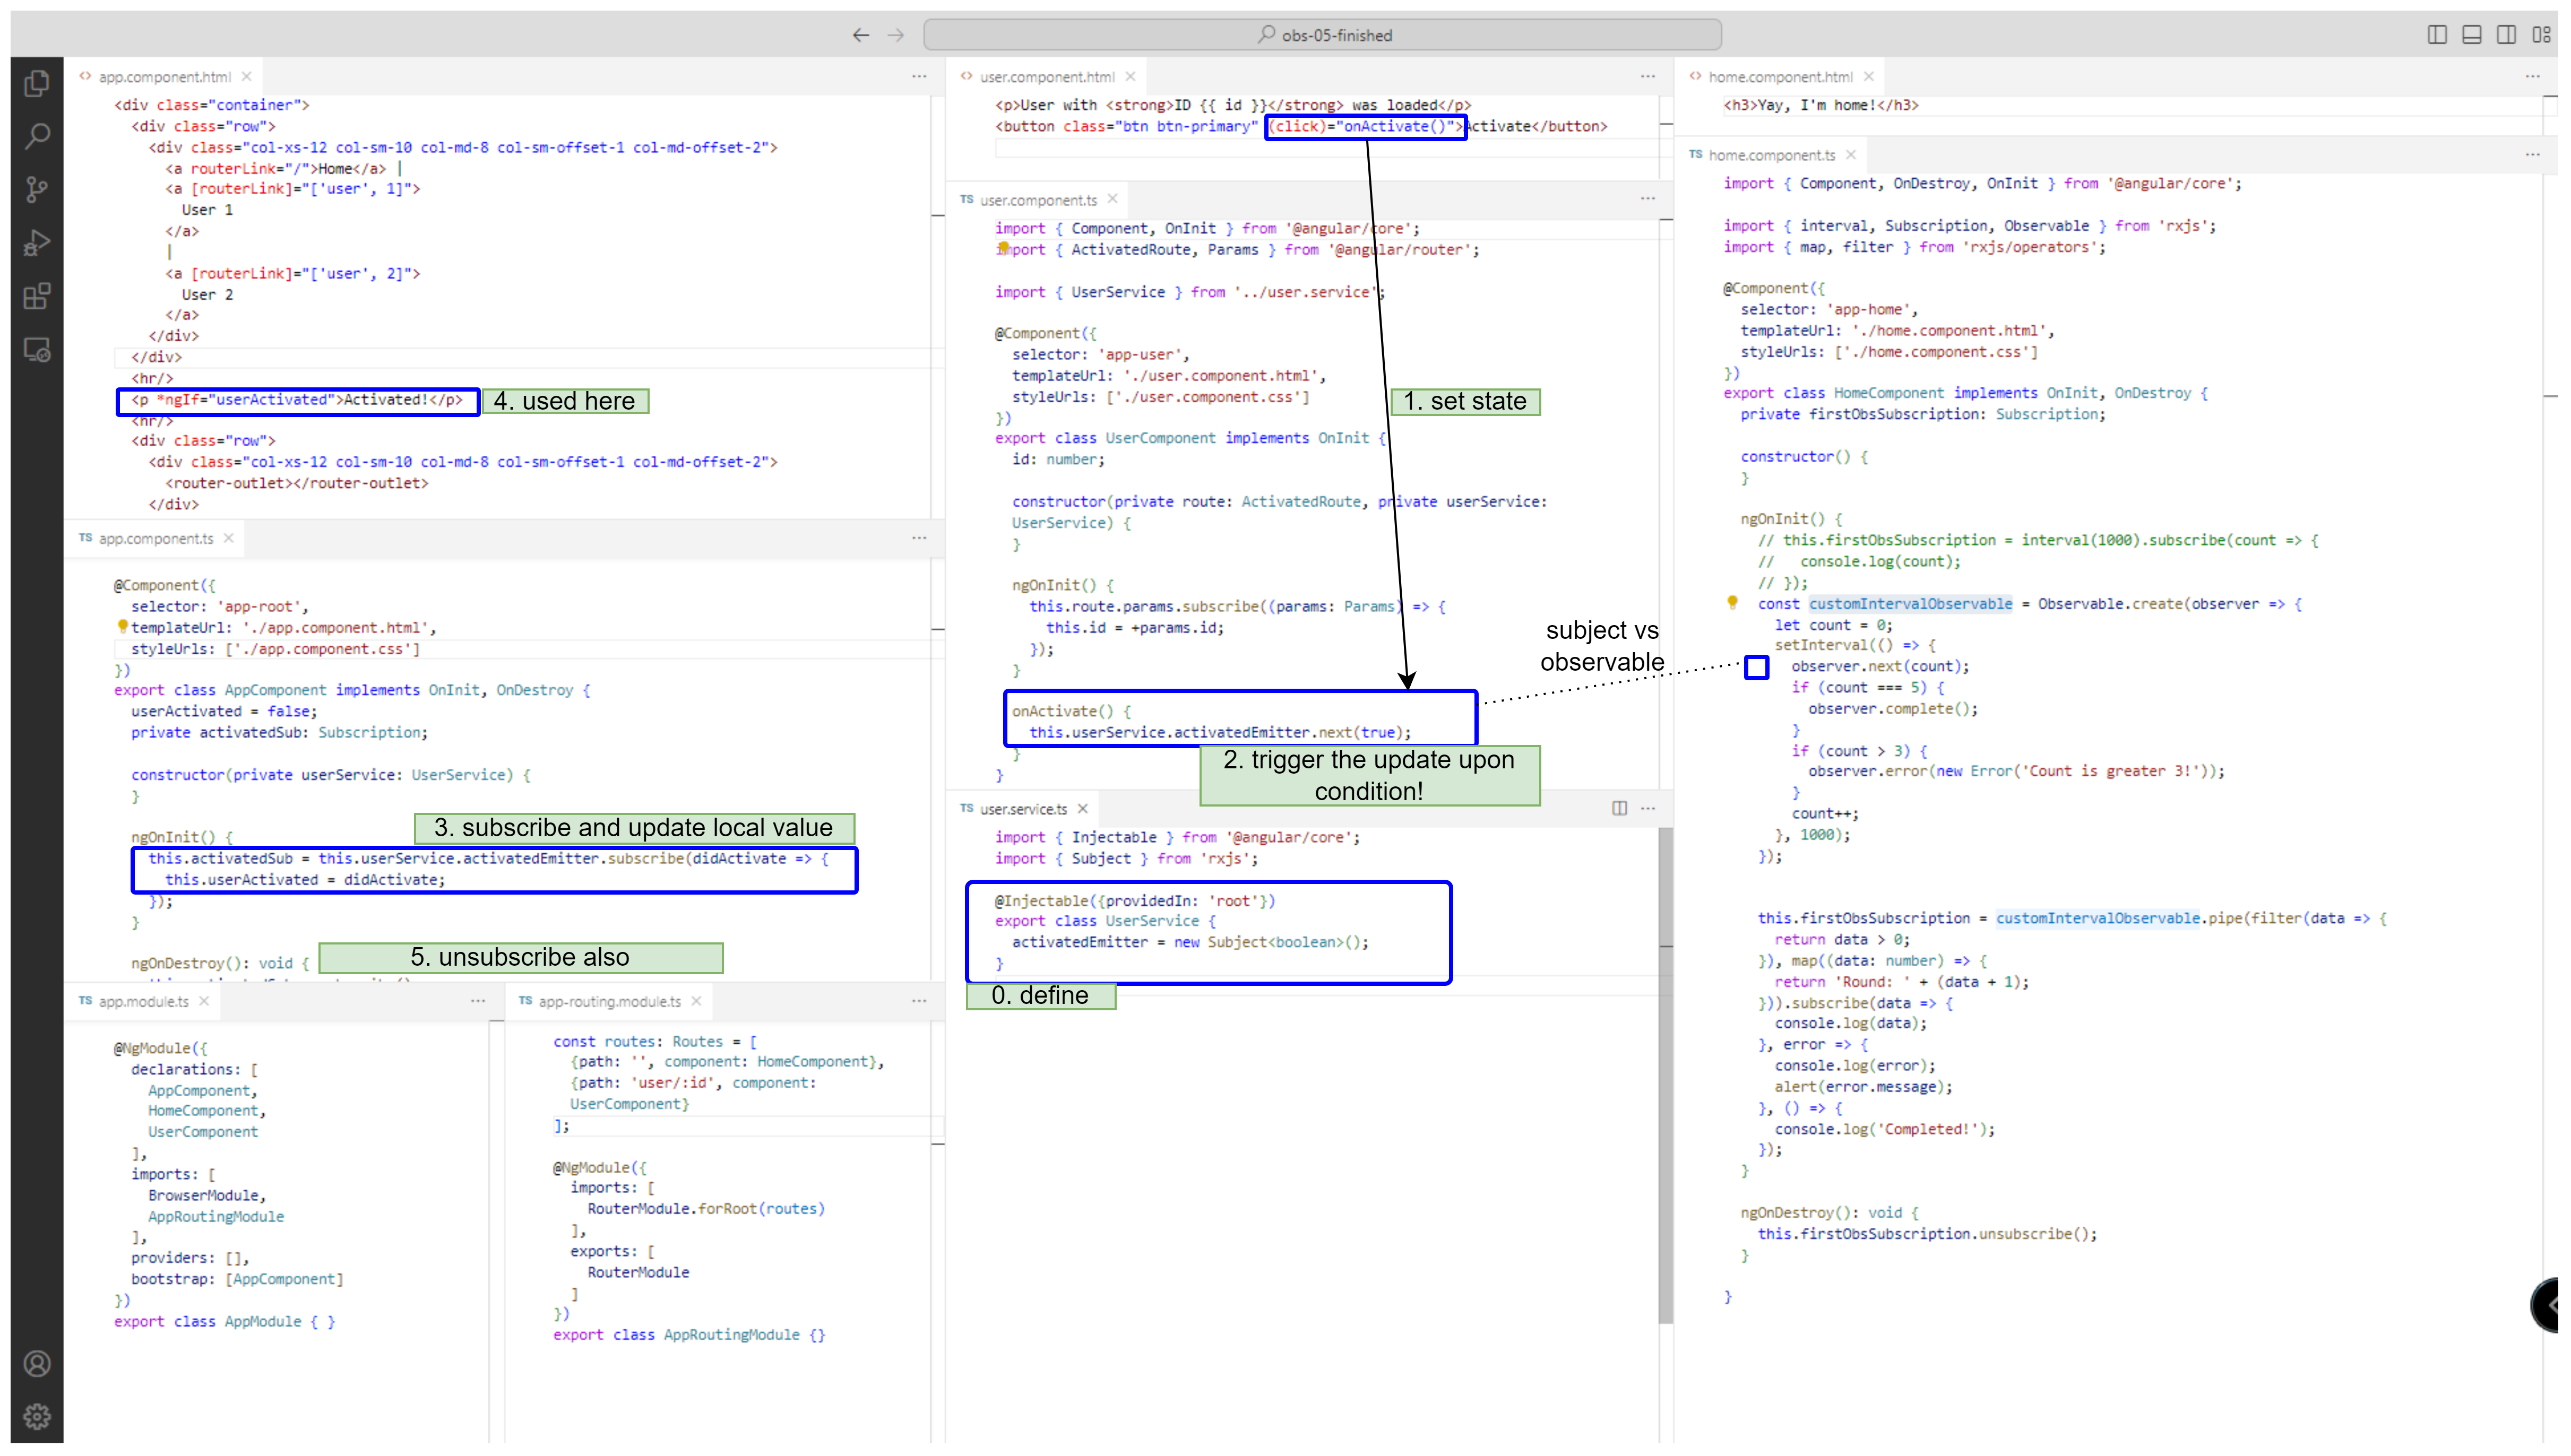 obs-05-finished
app.component.html
<div class="container">
<div class="row">
<div class="col-xs-12 col-sm-10 col-md-8 col-sm-offset-1 col-md-offset-2">
<a routerLink="/">Home</a> |
<a [routerLink]="['user', 1]">
User 1
</a>
|
<a [routerLink]="['user', 2]">
User 2
</a>
</div>
</div>
<hr/>
<p *ngIf="userActivated">Activated!</p>
4. used here
<hr/>
<div class="row">
<div class="col-xs-12 col-sm-10 col-md-8 col-sm-offset-1 col-md-offset-2">
<router-outlet></router-outlet>
</div>
TS app.component.ts
@Component({
selector: 'app-root',
templateUrl: './app.component.html',
styleUrls: ['./app.component.css']
})
export class AppComponent implements OnInit, OnDestroy {
userActivated = false;
private activatedSub: Subscription;
constructor(private userService: UserService) {
}
3. subscribe and update local value
ngOnInit() {
this.activatedSub = this.userService.activatedEmitter.subscribe(didActivate => {
this.userActivated = didActivate;
});
}
5. unsubscribe also
ngOnDestroy(): void {
TS app.module.ts
@NgModule({
declarations: [
AppComponent,
HomeComponent,
UserComponent
],
imports: [
BrowserModule,
AppRoutingModule
],
providers: [],
bootstrap: [AppComponent]
})
export class AppModule { }
TS app-routing.module.ts
const routes: Routes = [
{path: '', component: HomeComponent},
{path: 'user/:id', component:
UserComponent}
];
@NgModule({
imports: [
RouterModule.forRoot(routes)
],
exports: [
RouterModule
]
})
export class AppRoutingModule {}
user.component.html
<p>User with <strong>ID {{ id }}</strong> was loaded</p>
<button class="btn btn-primary" (click)="onActivate()">Activate</button>
TS user.component.ts
import { Component, OnInit } from '@angular/core';
import { ActivatedRoute, Params } from '@angular/router';
import { UserService } from '../user.service';
@Component({
selector: 'app-user',
templateUrl: './user.component.html',
styleUrls: ['./user.component.css']
})
1. set state
export class UserComponent implements OnInit {
id: number;
constructor(private route: ActivatedRoute, private userService:
UserService) {
}
ngOnInit() {
this.route.params.subscribe((params: Params) => {
this.id = +params.id;
});
}
subject vs
observable
onActivate() {
this.userService.activatedEmitter.next(true);
}
}
2. trigger the update upon
condition!
TS user.service.ts
import { Injectable } from '@angular/core';
import { Subject } from 'rxjs';
@Injectable({providedIn: 'root'})
export class UserService {
activatedEmitter = new Subject<boolean>();
}
0. define
home.component.html
<h3>Yay, I'm home!</h3>
TS home.component.ts
import { Component, OnDestroy, OnInit } from '@angular/core';
import { interval, Subscription, Observable } from 'rxjs';
import { map, filter } from 'rxjs/operators';
@Component({
selector: 'app-home',
templateUrl: './home.component.html',
styleUrls: ['./home.component.css']
})
export class HomeComponent implements OnInit, OnDestroy {
private firstObsSubscription: Subscription;
constructor() {
}
ngOnInit() {
// this.firstObsSubscription = interval(1000).subscribe(count => {
// console.log(count);
// });
const customIntervalObservable = Observable.create(observer => {
let count = 0;
setInterval(() => {
observer.next(count);
if (count === 5) {
observer.complete();
}
if (count > 3) {
observer.error(new Error('Count is greater 3!'));
}
count++;
}, 1000);
});
this.firstObsSubscription = customIntervalObservable.pipe(filter(data => {
return data > 0;
}), map((data: number) => {
return 'Round: ' + (data + 1);
})).subscribe(data => {
console.log(data);
}, error => {
console.log(error);
alert(error.message);
}, () => {
console.log('Completed!');
});
}
ngOnDestroy(): void {
this.firstObsSubscription.unsubscribe();
}
}